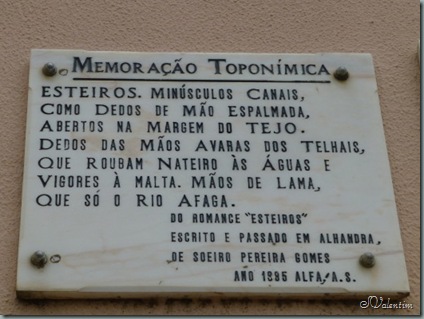 MEMORAÇÃO TOPONÍMICA
ESTEIROS. MINÚSCULOS CANAIS,
COMO DEDOS DE MÃO ESPALMADA,
ABERTOS NA MARGEM DO TEJO.
DEDOS DAS MÃOS AVARAS DOS TELHAIS,
QUE ROUBAM NATEIRO ÀS ÁGUAS E
VIGORES À MALTA. MÃOS DE LAMA,
QUE SÓ O RIO AFAGA.
DO ROMANCE "ESTEIROS"
ESCRITO E PASSADO EM ALHANDRA,
DE SOEIRO PEREIRA GOMES
ANO 1995 ALFA, A.S.
JValentim